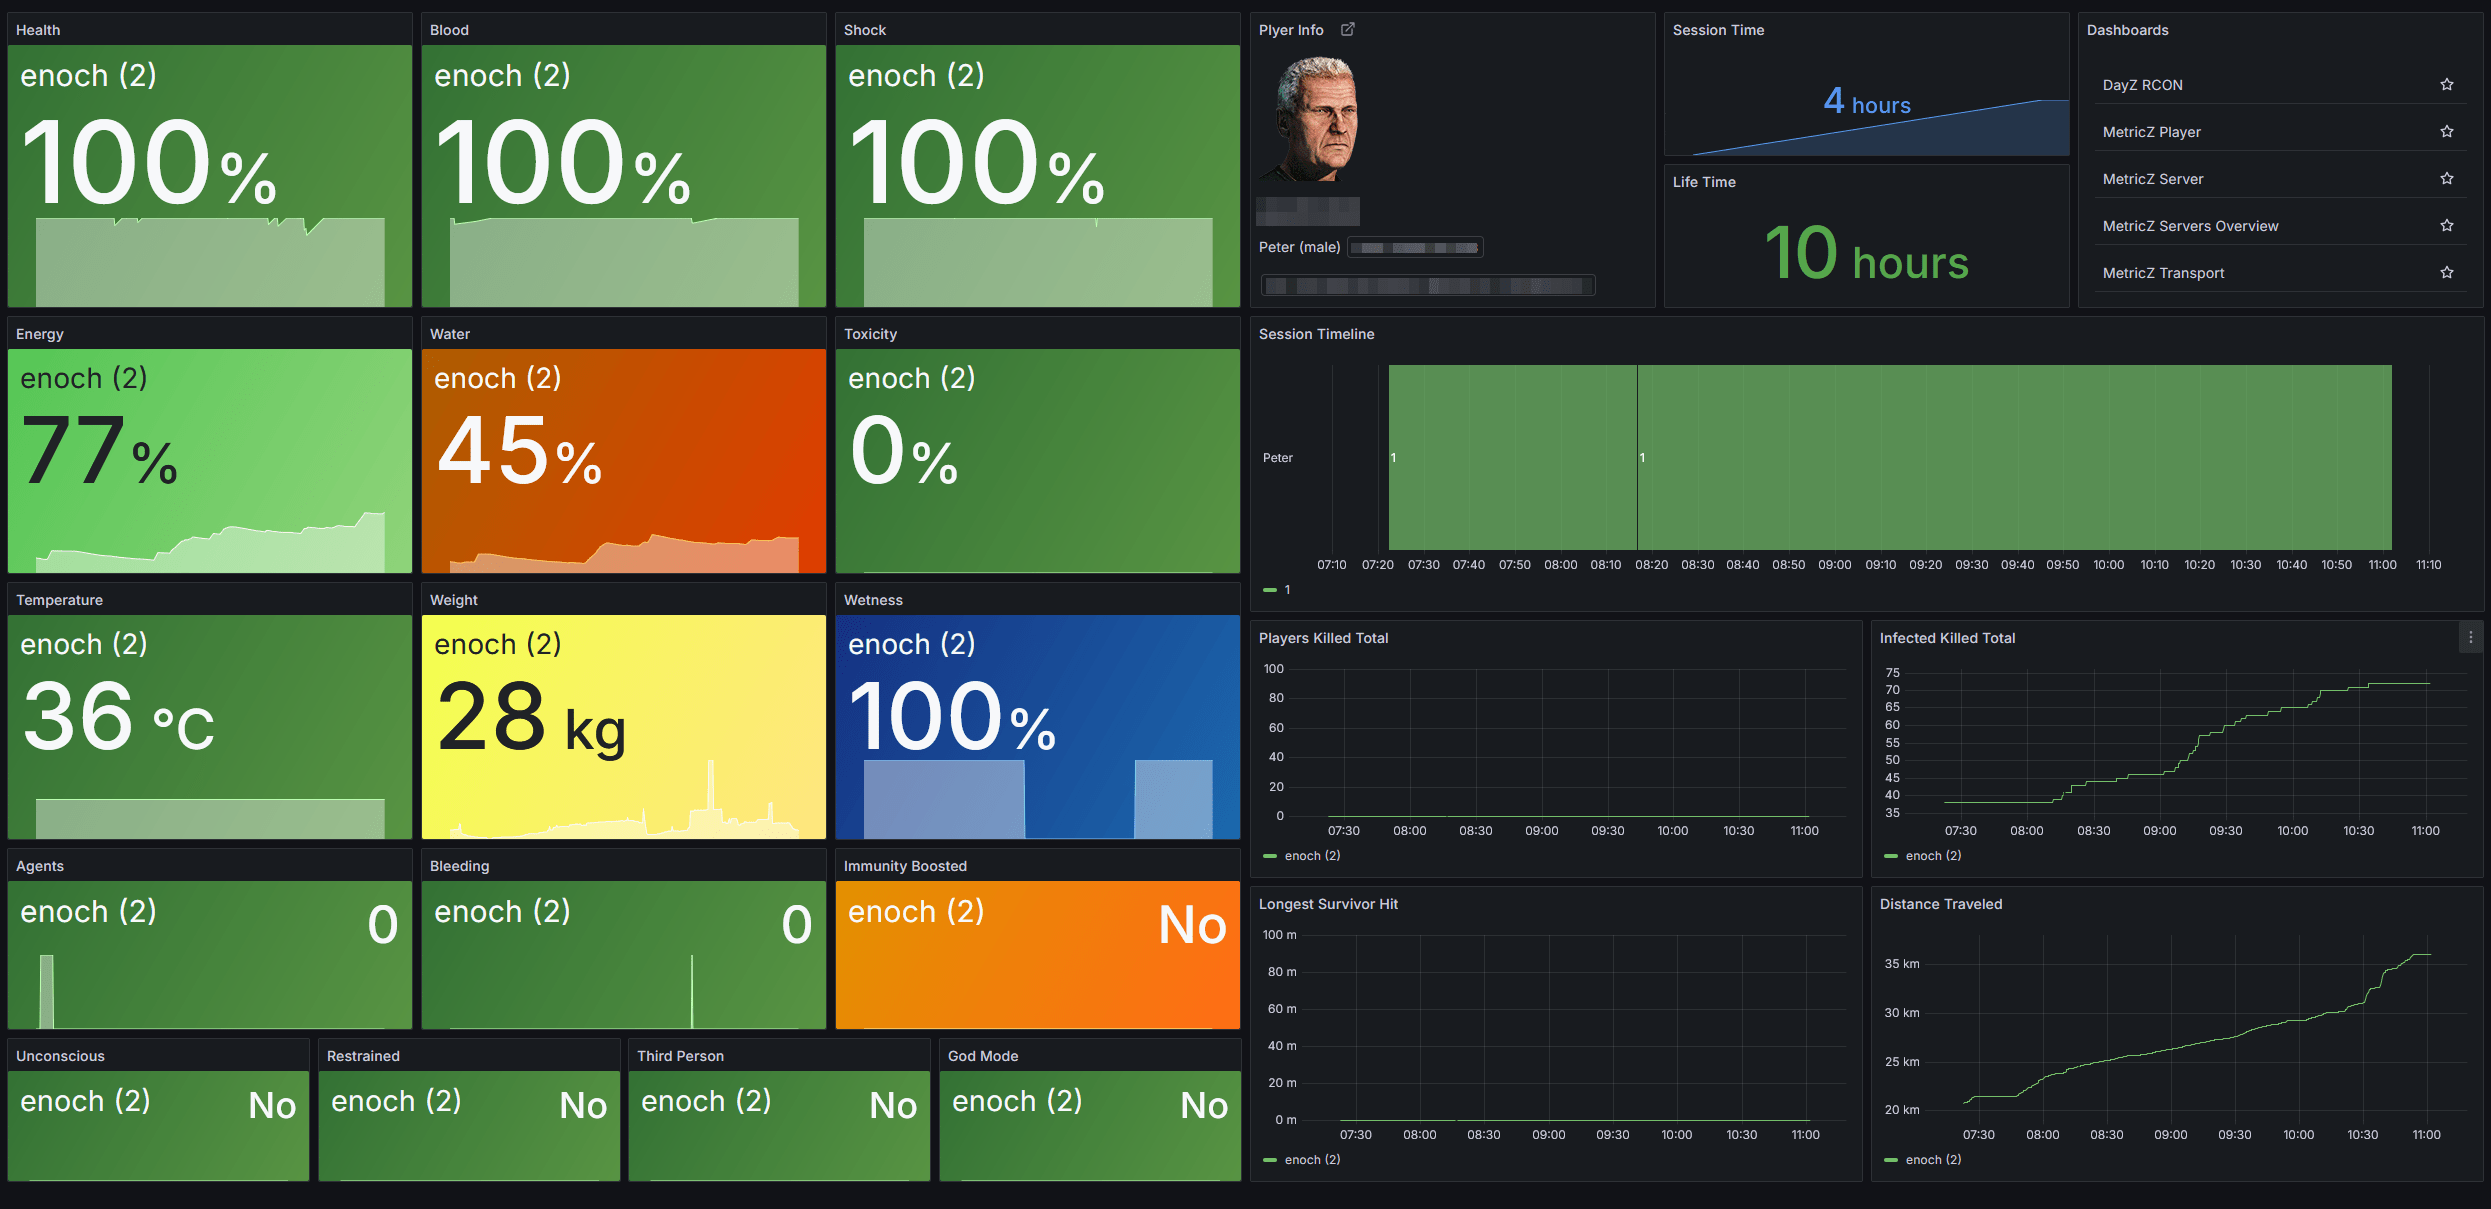 Health
enoch (2)
100%
Blood
enoch (2)
100%
Shock
enoch (2)
100%
Plyer Info
Peter (male)
Session Time
4 hours
Life Time
10 hours
Dashboards
DayZ RCON
MetricZ Player
MetricZ Server
MetricZ Servers Overview
MetricZ Transport
Energy
enoch (2)
77%
Water
enoch (2)
45%
Toxicity
enoch (2)
0%
Session Timeline
Peter
1
1
07:10 07:20 07:30 07:40 07:50 08:00 08:10 08:20 08:30 08:40 08:50 09:00 09:10 09:20 09:30 09:40 09:50 10:00 10:10 10:20 10:30 10:40 10:50 11:00 11:10
1
Temperature
enoch (2)
36 °C
Weight
enoch (2)
28 kg
Wetness
enoch (2)
100%
Players Killed Total
100
80
60
40
20
0
07:30 08:00 08:30 09:00 09:30 10:00 10:30 11:00
enoch (2)
Infected Killed Total
75
70
65
60
55
50
45
40
35
07:30 08:00 08:30 09:00 09:30 10:00 10:30 11:00
enoch (2)
Agents
enoch (2)
0
Bleeding
enoch (2)
0
Immunity Boosted
enoch (2)
No
Longest Survivor Hit
100 m
80 m
60 m
40 m
20 m
0 m
07:30 08:00 08:30 09:00 09:30 10:00 10:30 11:00
enoch (2)
Distance Traveled
35 km
30 km
25 km
20 km
07:30 08:00 08:30 09:00 09:30 10:00 10:30 11:00
enoch (2)
Unconscious
enoch (2)
No
Restrained
enoch (2)
No
Third Person
enoch (2)
No
God Mode
enoch (2)
No